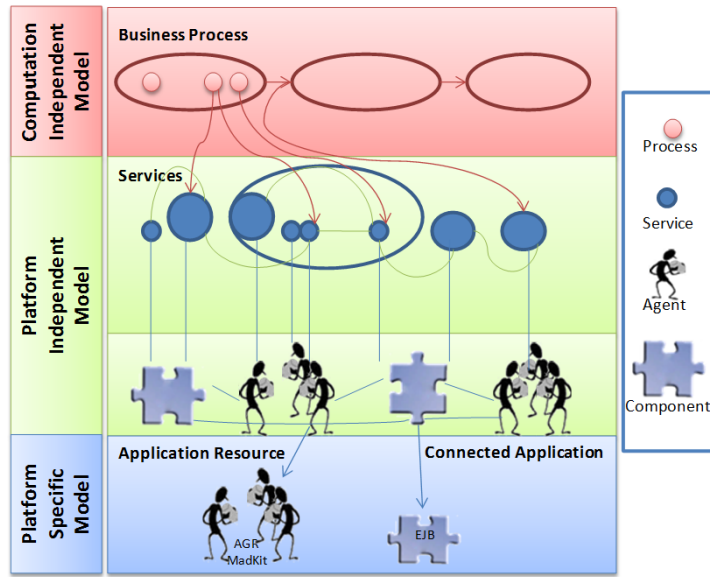 Computation
Independent
Model
Business Process
Platform
Independent
Model
Services
Platform
Specific
Model
Application Resource
Connected Application
AGR
MadKit
EJB
Process
Service
Agent
Component